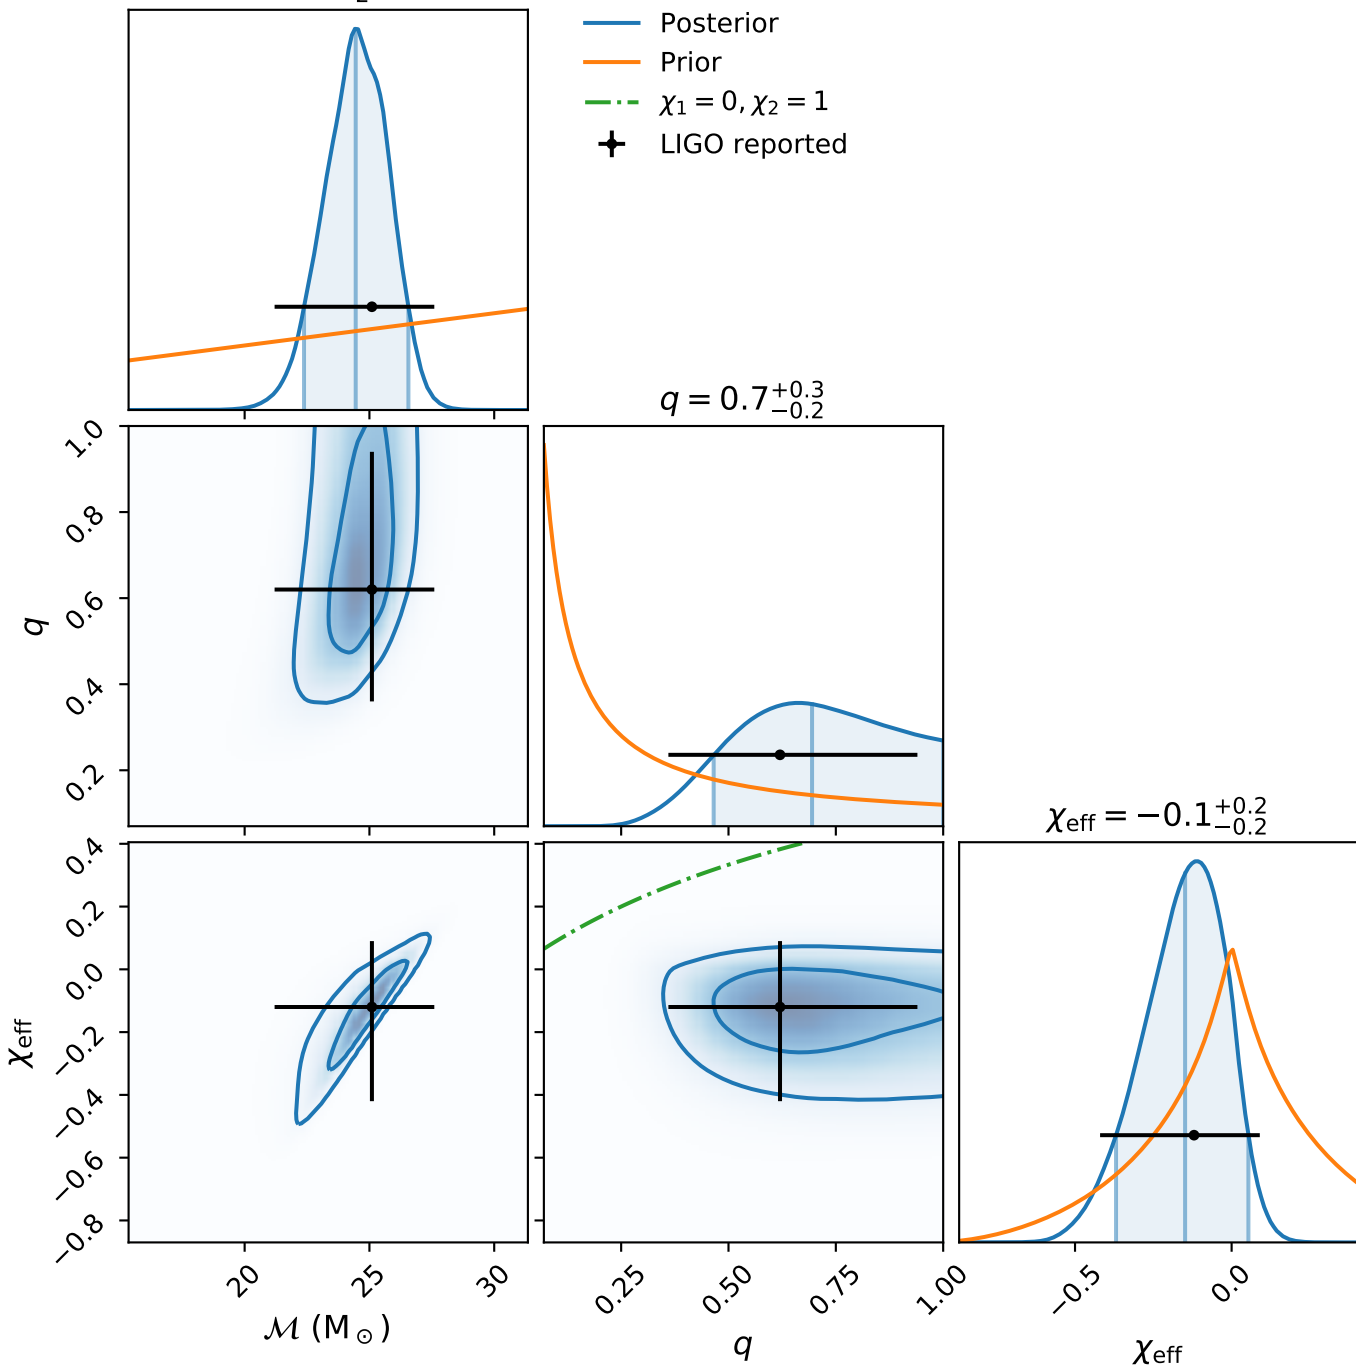 2
Posterior
Prior
χ₁ = 0, χ₂ = 1
LIGO reported
q = 0.7^{+0.3}_{−0.2}
1.0
0.8
0.6
0.4
0.2
q
χ_eff = −0.1^{+0.2}_{−0.2}
0.4
0.2
0.0
−0.2
−0.4
−0.6
−0.8
χ_eff
20
25
30
ℳ (M_⊙)
0.25
0.50
0.75
1.00
q
−0.5
0.0
χ_eff